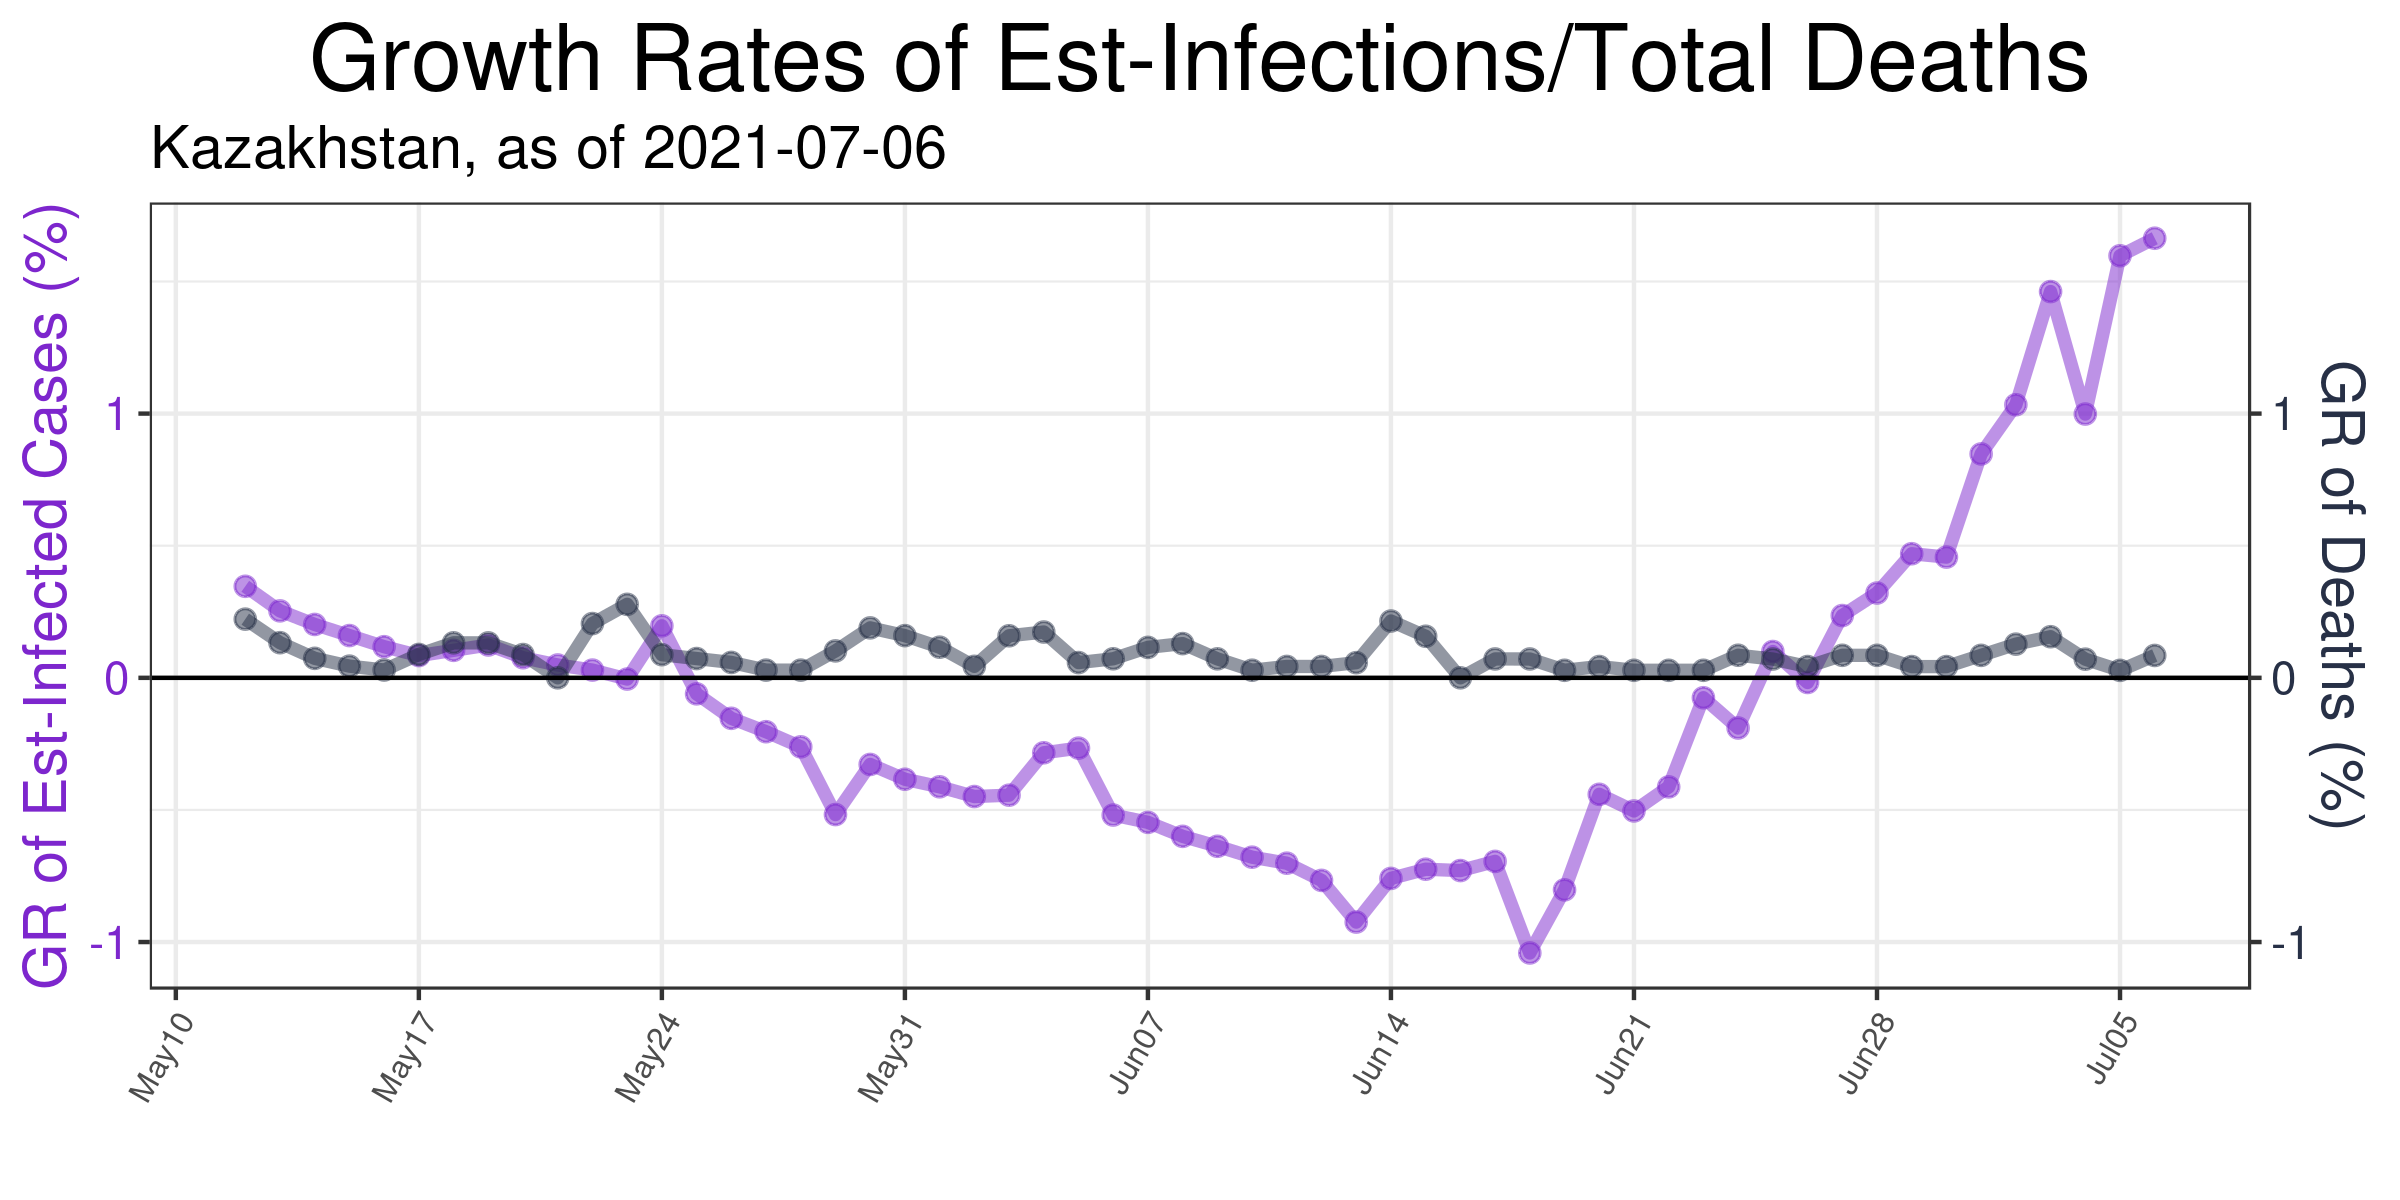 Growth Rates of Est-Infections/Total Deaths
Kazakhstan, as of 2021-07-06
GR of Est-Infected Cases (%)
1
0
-1
1
0
-1
GR of Deaths (%)
May10
May17
May24
May31
Jun07
Jun14
Jun21
Jun28
Jul05